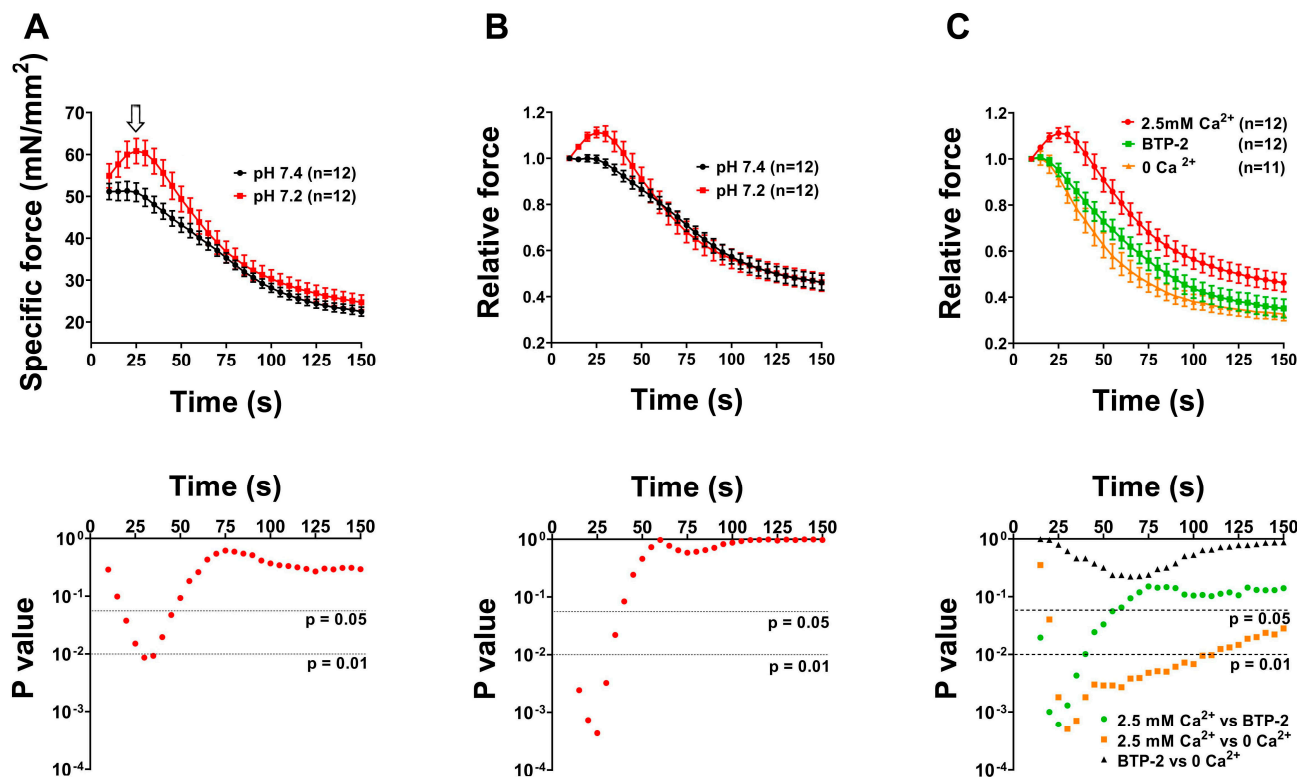 A
B
C
Specific force (mN/mm²)
70
60
50
40
30
20
0 25 50 75 100 125 150
Time (s)
pH 7.4 (n=12)
pH 7.2 (n=12)
Relative force
1.2
1.0
0.8
0.6
0.4
0.2
0 25 50 75 100 125 150
Time (s)
pH 7.4 (n=12)
pH 7.2 (n=12)
Relative force
1.2
1.0
0.8
0.6
0.4
0.2
0 25 50 75 100 125 150
Time (s)
2.5mM Ca²⁺ (n=12)
BTP-2 (n=12)
0 Ca ²⁺ (n=11)
Time (s)
0 25 50 75 100 125 150
P value
10⁰
10⁻¹
10⁻²
10⁻³
10⁻⁴
p = 0.05
p = 0.01
Time (s)
0 25 50 75 100 125 150
P value
10⁰
10⁻¹
10⁻²
10⁻³
10⁻⁴
p = 0.05
p = 0.01
Time (s)
0 25 50 75 100 125 150
P value
10⁰
10⁻¹
10⁻²
10⁻³
10⁻⁴
p = 0.05
p = 0.01
2.5 mM Ca²⁺ vs BTP-2
2.5 mM Ca²⁺ vs 0 Ca²⁺
BTP-2 vs 0 Ca²⁺